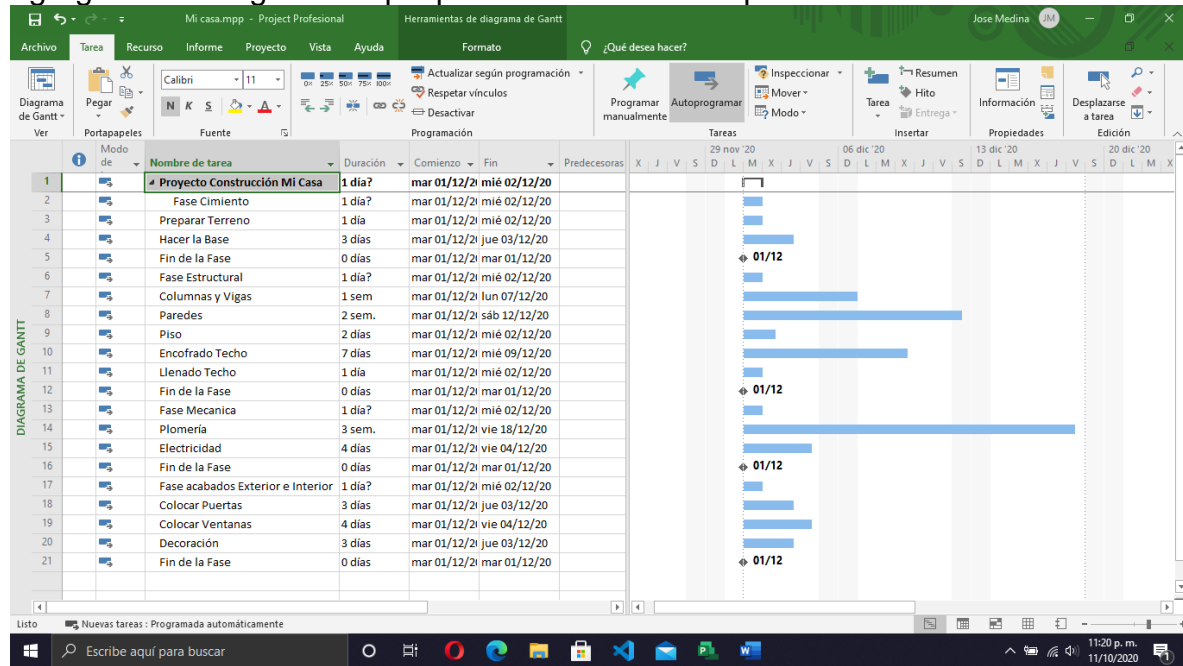 Mi casa.mpp - Project Profesional
Herramientas de diagrama de Gantt
Jose Medina
JM
Archivo Tarea Recurso Informe Proyecto Vista Ayuda Formato ¿Qué desea hacer?
Diagrama de Gantt
Pegar
Calibri 11
N K S A
0× 25× 50× 75× 100×
Actualizar según programación
Respetar vínculos
Desactivar
Programar manualmente
Autoprogramar
Inspeccionar
Mover
Modo
Tarea
Resumen
Hito
Entrega
Información
Desplazarse a tarea
Ver Portapapeles Fuente Programación Tareas Insertar Propiedades Edición
Modo de Nombre de tarea Duración Comienzo Fin Predecesoras
29 nov '20 06 dic '20 13 dic '20 20 dic '20
X J V S D L M X J V S D L M X J V S D L M X J V S D L M X
1 Proyecto Construcción Mi Casa 1 día? mar 01/12/20 mié 02/12/20
2 Fase Cimiento 1 día? mar 01/12/20 mié 02/12/20
3 Preparar Terreno 1 día mar 01/12/20 mié 02/12/20
4 Hacer la Base 3 días mar 01/12/20 jue 03/12/20
5 Fin de la Fase 0 días mar 01/12/20 mar 01/12/20 01/12
6 Fase Estructural 1 día? mar 01/12/20 mié 02/12/20
7 Columnas y Vigas 1 sem mar 01/12/20 lun 07/12/20
8 Paredes 2 sem. mar 01/12/20 sáb 12/12/20
9 Piso 2 días mar 01/12/20 mié 02/12/20
10 Encofrado Techo 7 días mar 01/12/20 mié 09/12/20
11 Llenado Techo 1 día mar 01/12/20 mié 02/12/20
12 Fin de la Fase 0 días mar 01/12/20 mar 01/12/20 01/12
13 Fase Mecanica 1 día? mar 01/12/20 mié 02/12/20
14 Plomería 3 sem. mar 01/12/20 vie 18/12/20
15 Electricidad 4 días mar 01/12/20 vie 04/12/20
16 Fin de la Fase 0 días mar 01/12/20 mar 01/12/20 01/12
17 Fase acabados Exterior e Interior 1 día? mar 01/12/20 mié 02/12/20
18 Colocar Puertas 3 días mar 01/12/20 jue 03/12/20
19 Colocar Ventanas 4 días mar 01/12/20 vie 04/12/20
20 Decoración 3 días mar 01/12/20 jue 03/12/20
21 Fin de la Fase 0 días mar 01/12/20 mar 01/12/20 01/12
DIAGRAMA DE GANTT
Listo Nuevas tareas : Programada automáticamente
Escribe aquí para buscar
11:20 p. m.
11/10/2020